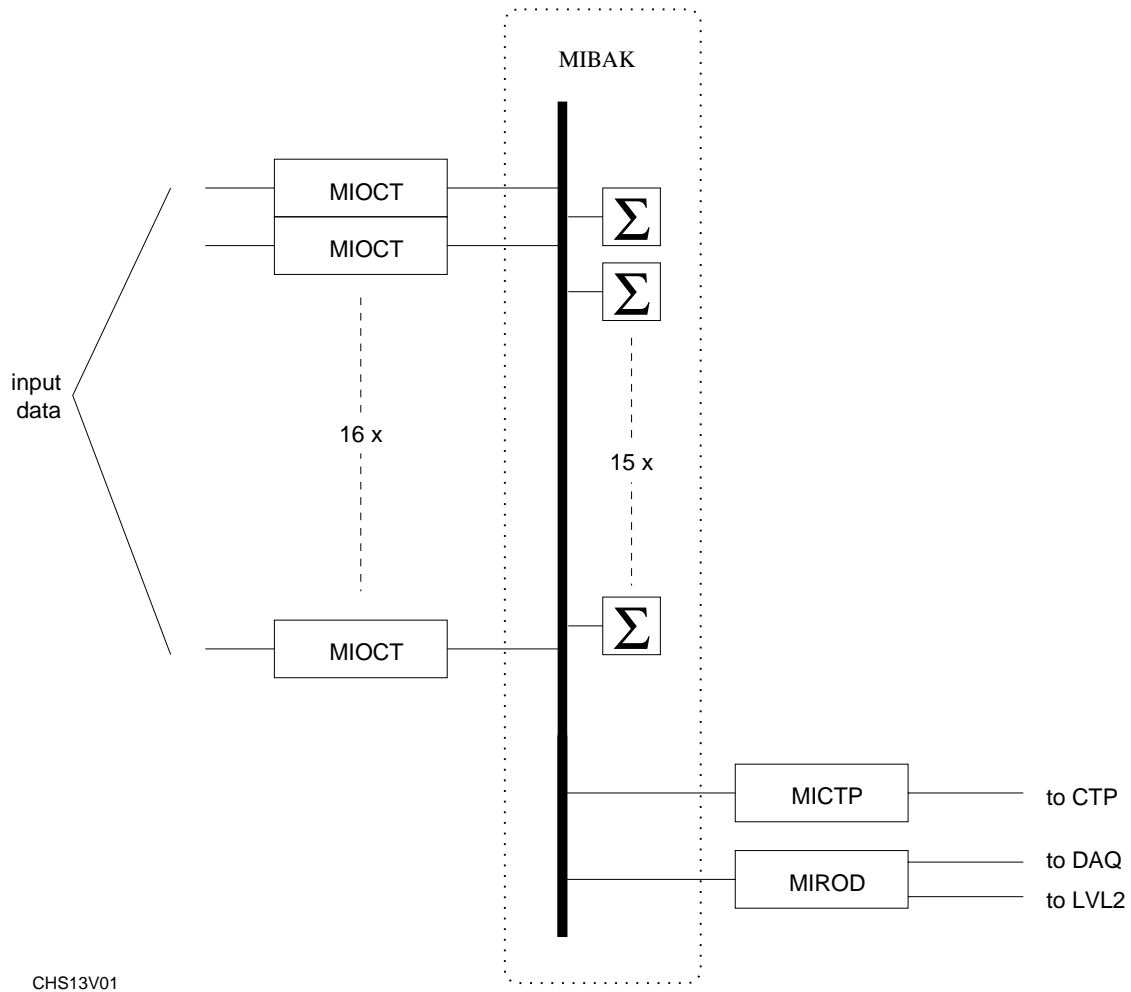 MIBAK
MIOCT
Σ
MIOCT
Σ
input
data
16 x
15 x
Σ
MIOCT
MICTP
to CTP
MIROD
to DAQ
to LVL2
CHS13V01